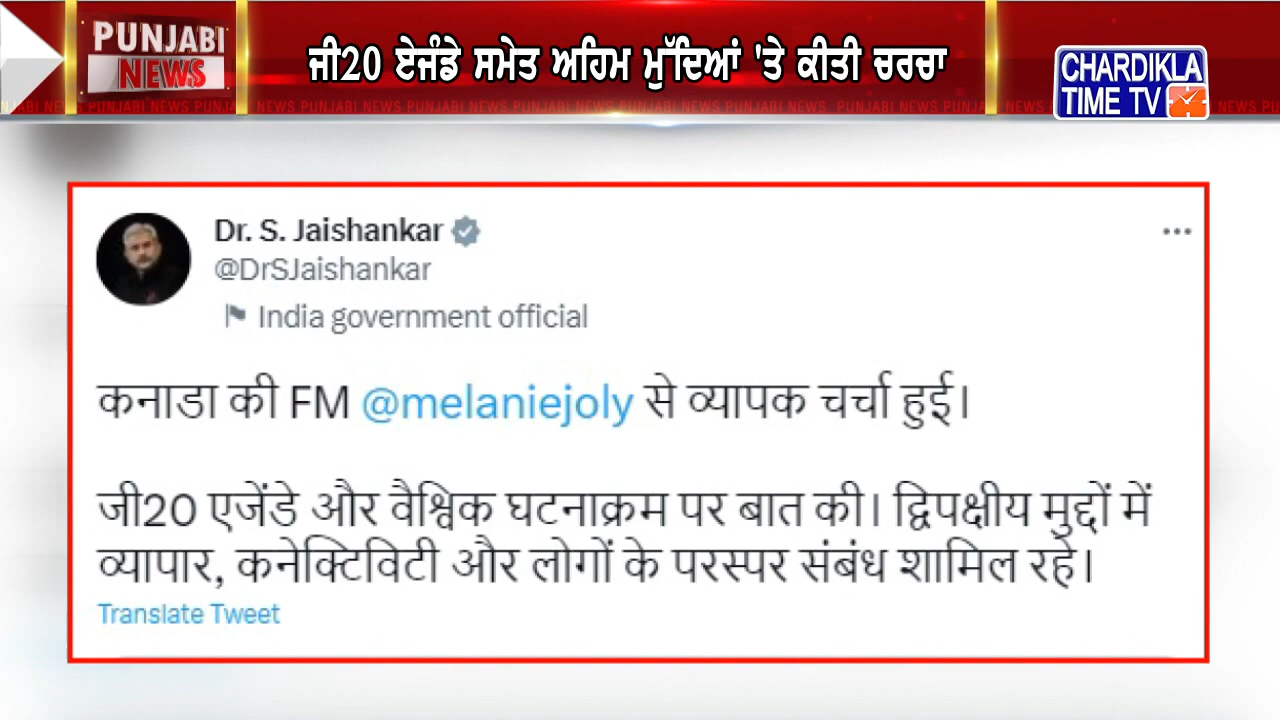 PUNJABI
NEWS
ਜੀ20 ਏਜੰਡੇ ਸਮੇਤ ਅਹਿਮ ਮੁੱਦਿਆਂ 'ਤੇ ਕੀਤੀ ਚਰਚਾ
CHARDIKLA
TIME TV
Dr. S. Jaishankar
@DrSJaishankar
India government official
कनाडा की FM @melaniejoly से व्यापक चर्चा हुई।
जी20 एजेंडे और वैश्विक घटनाक्रम पर बात की। द्विपक्षीय मुद्दों में
व्यापार, कनेक्टिविटी और लोगों के परस्पर संबंध शामिल रहे।
Translate Tweet